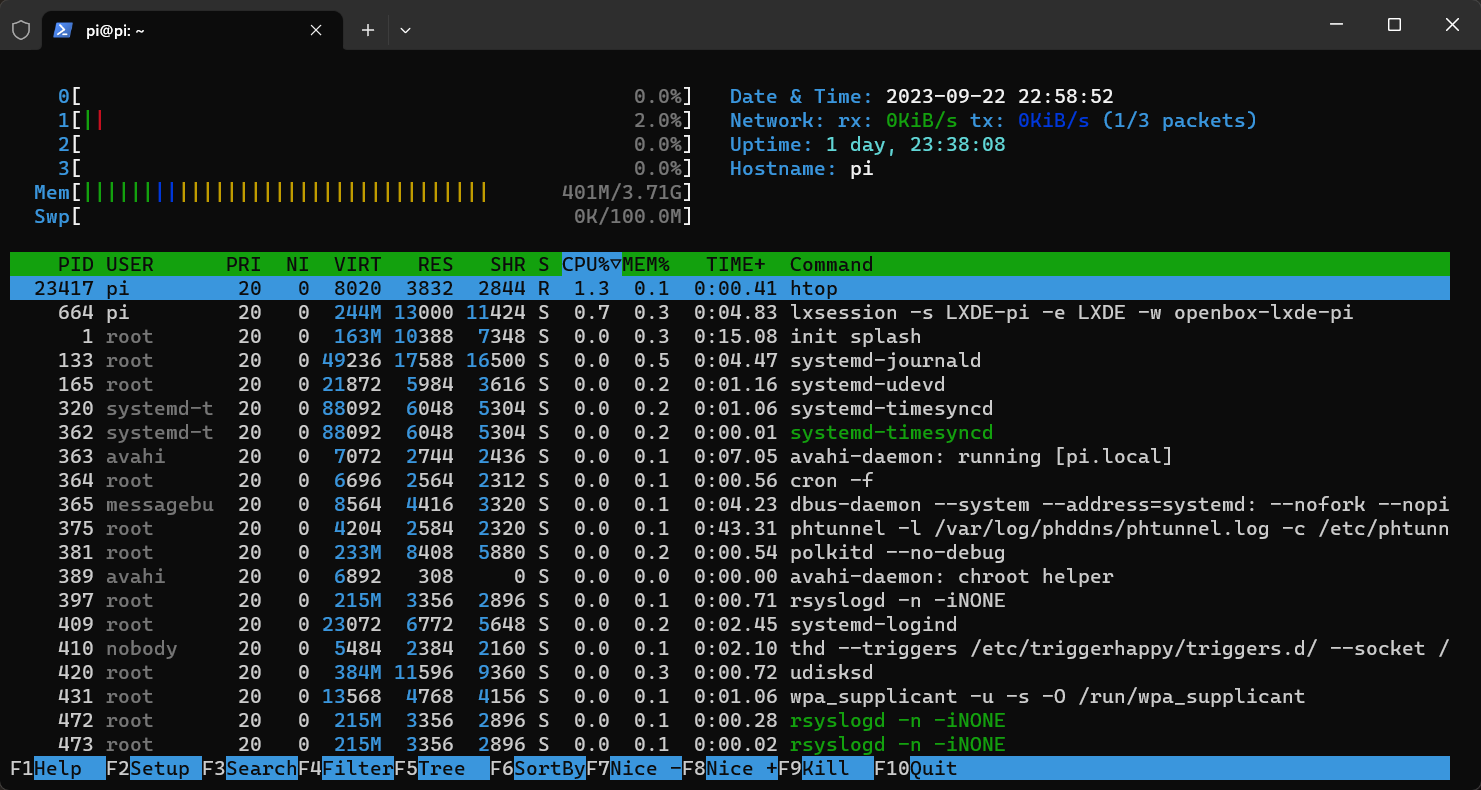 pi@pi: ~
0[ 0.0%] Date & Time: 2023-09-22 22:58:52
1[|| 2.0%] Network: rx: 0KiB/s tx: 0KiB/s (1/3 packets)
2[ 0.0%] Uptime: 1 day, 23:38:08
3[ 0.0%] Hostname: pi
Mem[|||||||||||||||||||||||||||||||||| 401M/3.71G]
Swp[ 0K/100.0M]
PID USER PRI NI VIRT RES SHR S CPU%▽MEM% TIME+ Command
23417 pi 20 0 8020 3832 2844 R 1.3 0.1 0:00.41 htop
664 pi 20 0 244M 13000 11424 S 0.7 0.3 0:04.83 lxsession -s LXDE-pi -e LXDE -w openbox-lxde-pi
1 root 20 0 163M 10388 7348 S 0.0 0.3 0:15.08 init splash
133 root 20 0 49236 17588 16500 S 0.0 0.5 0:04.47 systemd-journald
165 root 20 0 21872 5984 3616 S 0.0 0.2 0:01.16 systemd-udevd
320 systemd-t 20 0 88092 6048 5304 S 0.0 0.2 0:01.06 systemd-timesyncd
362 systemd-t 20 0 88092 6048 5304 S 0.0 0.2 0:00.01 systemd-timesyncd
363 avahi 20 0 7072 2744 2436 S 0.0 0.1 0:07.05 avahi-daemon: running [pi.local]
364 root 20 0 6696 2564 2312 S 0.0 0.1 0:00.56 cron -f
365 messagebu 20 0 8564 4416 3320 S 0.0 0.1 0:04.23 dbus-daemon --system --address=systemd: --nofork --nopi
375 root 20 0 4204 2584 2320 S 0.0 0.1 0:43.31 phtunnel -l /var/log/phddns/phtunnel.log -c /etc/phtunn
381 root 20 0 233M 8408 5880 S 0.0 0.2 0:00.54 polkitd --no-debug
389 avahi 20 0 6892 308 0 S 0.0 0.0 0:00.00 avahi-daemon: chroot helper
397 root 20 0 215M 3356 2896 S 0.0 0.1 0:00.71 rsyslogd -n -iNONE
409 root 20 0 23072 6772 5648 S 0.0 0.2 0:02.45 systemd-logind
410 nobody 20 0 5484 2384 2160 S 0.0 0.1 0:02.10 thd --triggers /etc/triggerhappy/triggers.d/ --socket /
420 root 20 0 384M 11596 9360 S 0.0 0.3 0:00.72 udisksd
431 root 20 0 13568 4768 4156 S 0.0 0.1 0:01.06 wpa_supplicant -u -s -O /run/wpa_supplicant
472 root 20 0 215M 3356 2896 S 0.0 0.1 0:00.28 rsyslogd -n -iNONE
473 root 20 0 215M 3356 2896 S 0.0 0.1 0:00.02 rsyslogd -n -iNONE
F1Help F2Setup F3SearchF4FilterF5Tree F6SortByF7Nice -F8Nice +F9Kill F10Quit